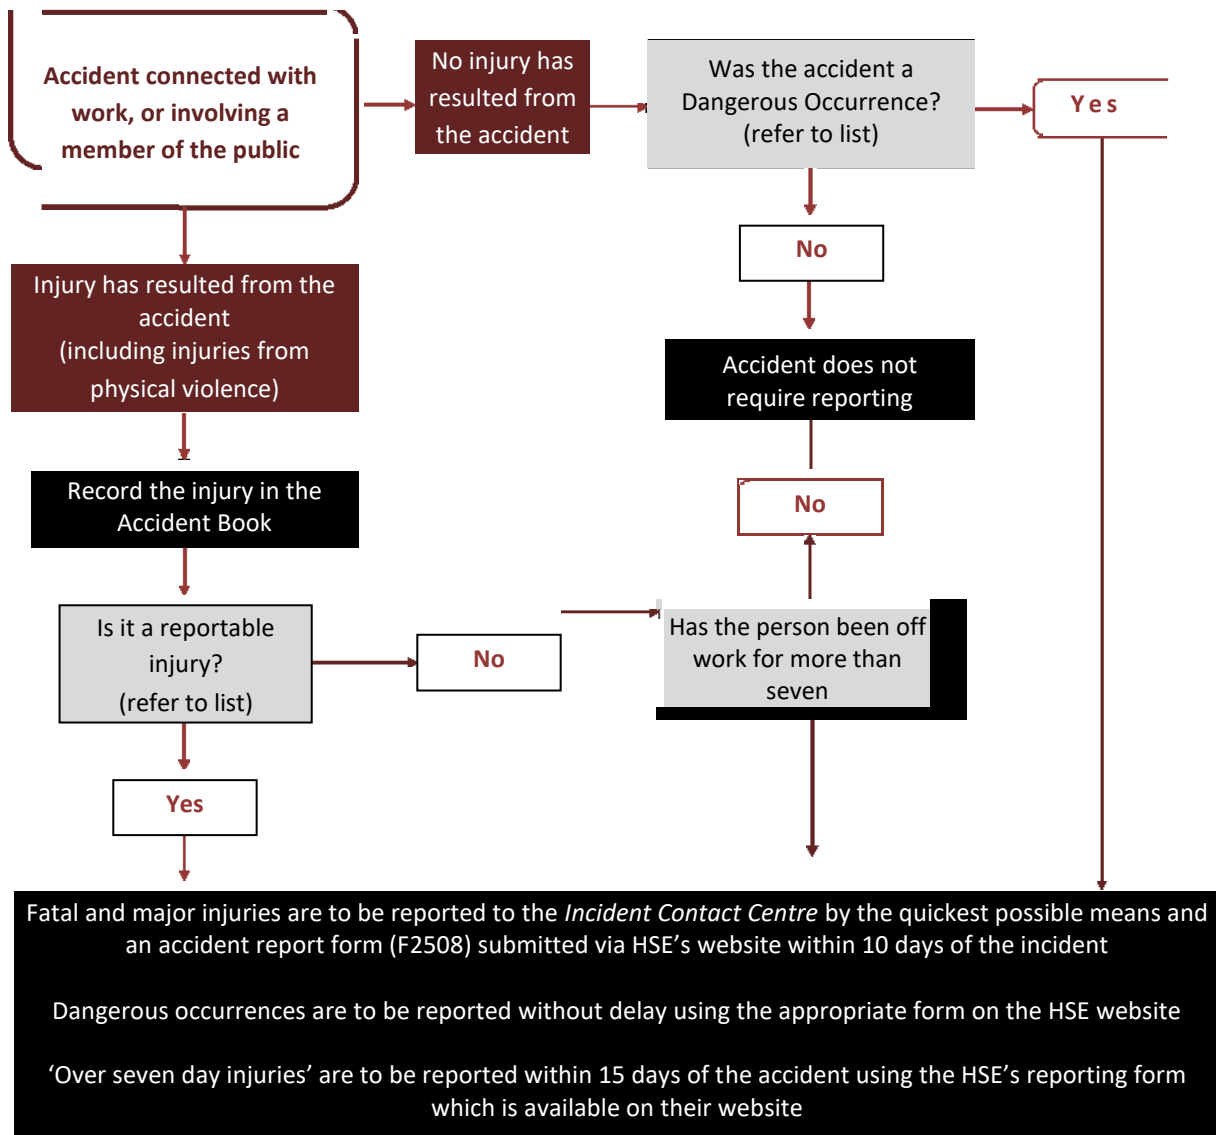 Accident connected with
work, or involving a
member of the public
No injury has
resulted from
the accident
Was the accident a
Dangerous Occurrence?
(refer to list)
Yes
No
Injury has resulted from the
accident
(including injuries from
physical violence)
Accident does not
require reporting
Record the injury in the
Accident Book
No
Is it a reportable
injury?
(refer to list)
No
Has the person been off
work for more than
seven
Yes
Fatal and major injuries are to be reported to the Incident Contact Centre by the quickest possible means and
an accident report form (F2508) submitted via HSE’s website within 10 days of the incident
Dangerous occurrences are to be reported without delay using the appropriate form on the HSE website
‘Over seven day injuries’ are to be reported within 15 days of the accident using the HSE’s reporting form
which is available on their website